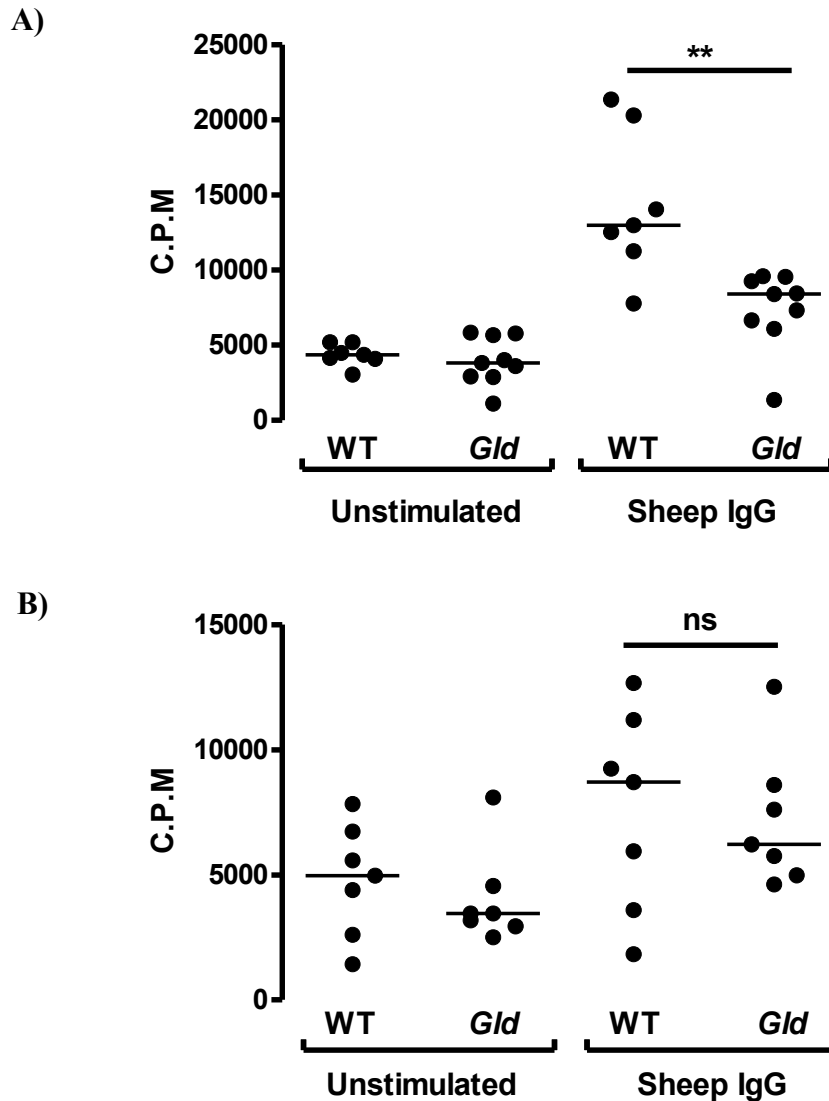 A)
25000
**
20000
15000
C.P.M
10000
5000
0
WT Gld WT Gld
Unstimulated Sheep IgG
B)
15000
ns
10000
C.P.M
5000
0
WT Gld WT Gld
Unstimulated Sheep IgG